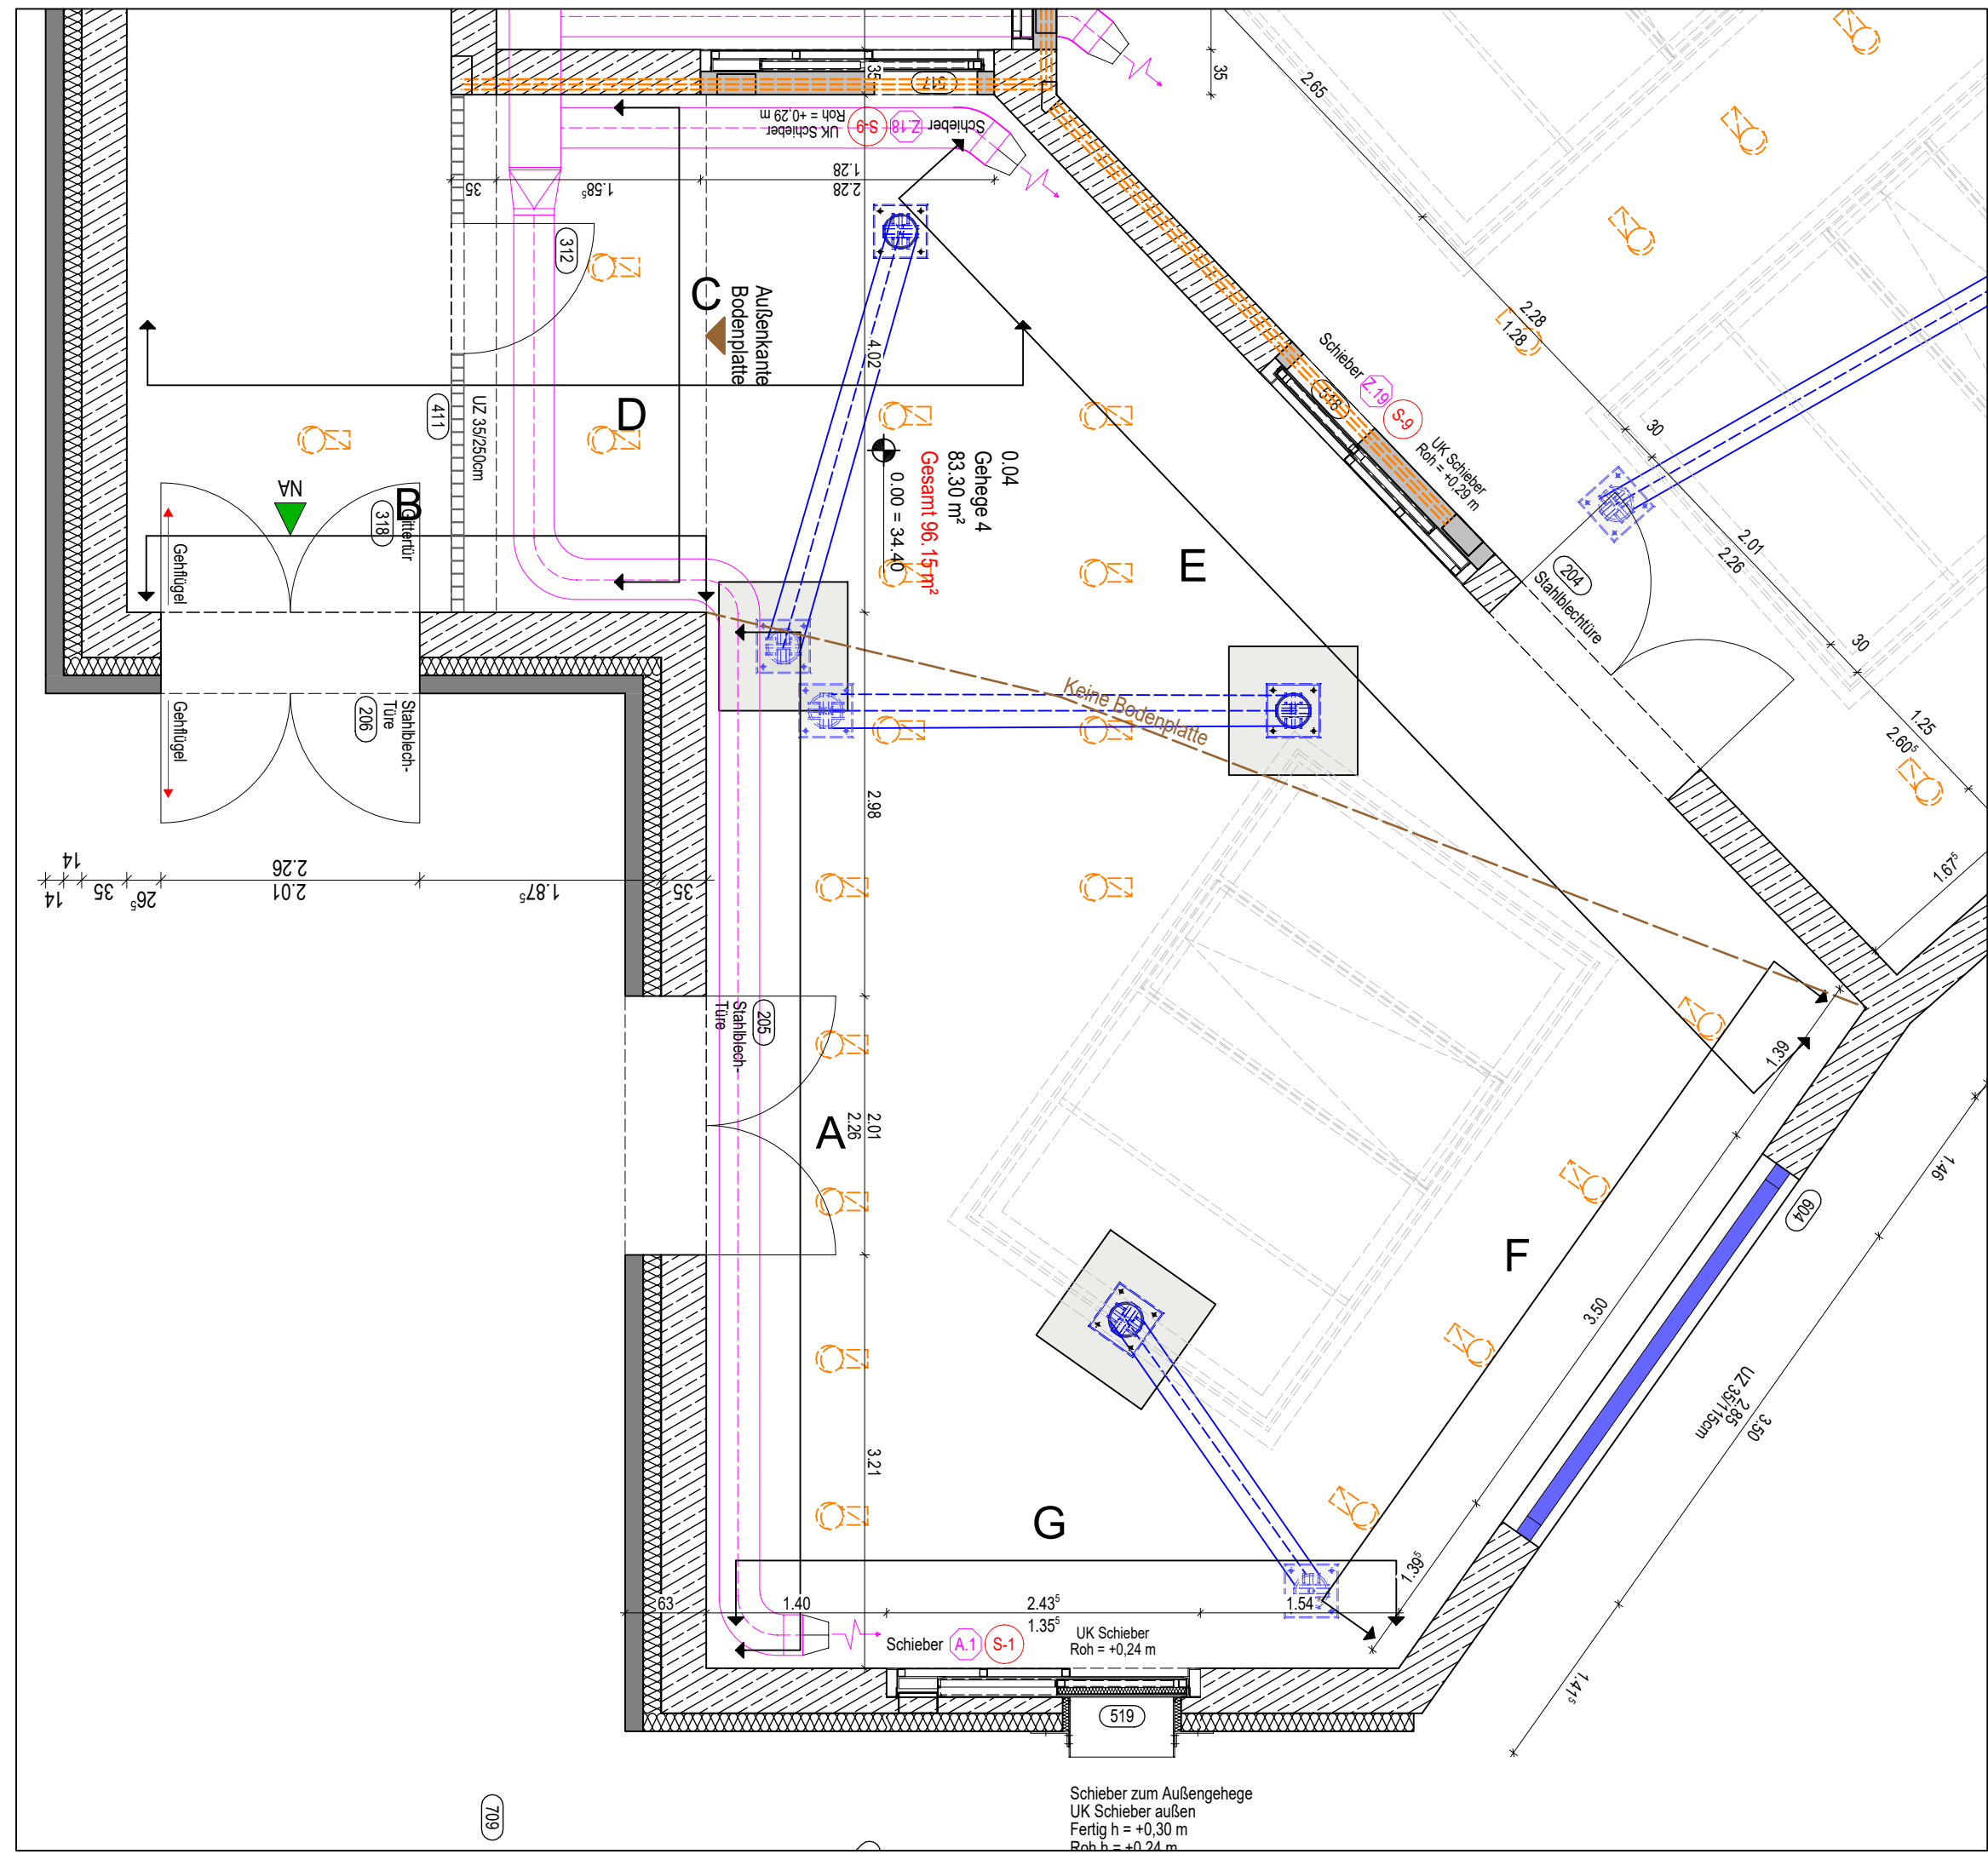 35
517
35
2.65
UK Schieber
Roh = +0,29 m
S-9
Z.18
Schieber
35
1.58⁵
2.28
1.28
312
C
Außenkante
Bodenplatte
4.02
D
411
UZ 35/250cm
0.04
Gehege 4
83.30 m²
Gesamt 96.15 m²
0.00 = 34.40
Schieber
Z.19
S-9
518
UK Schieber
Roh = +0,29 m
2.28
1.28
30
2.01
2.26
30
1.25
2.60⁵
1.67⁵
204
Stahlblechtüre
E
NA
B
318
Gittertür
Gehflügel
Gehflügel
206
Stahlblech-
Türe
Keine Bodenplatte
2.98
14
14
35
26⁵
2.26
2.01
1.87⁵
35
205
Stahlblech-
Türe
A
2.01
2.26
1.39
F
604
1.46
3.50
3.50
2.85
UZ 35/115cm
3.21
G
1.39⁵
1.41⁵
63
1.40
2.43⁵
1.35⁵
1.54
Schieber
A.1
S-1
UK Schieber
Roh = +0,24 m
519
709
Schieber zum Außengehege
UK Schieber außen
Fertig h = +0,30 m
Roh h = +0,24 m